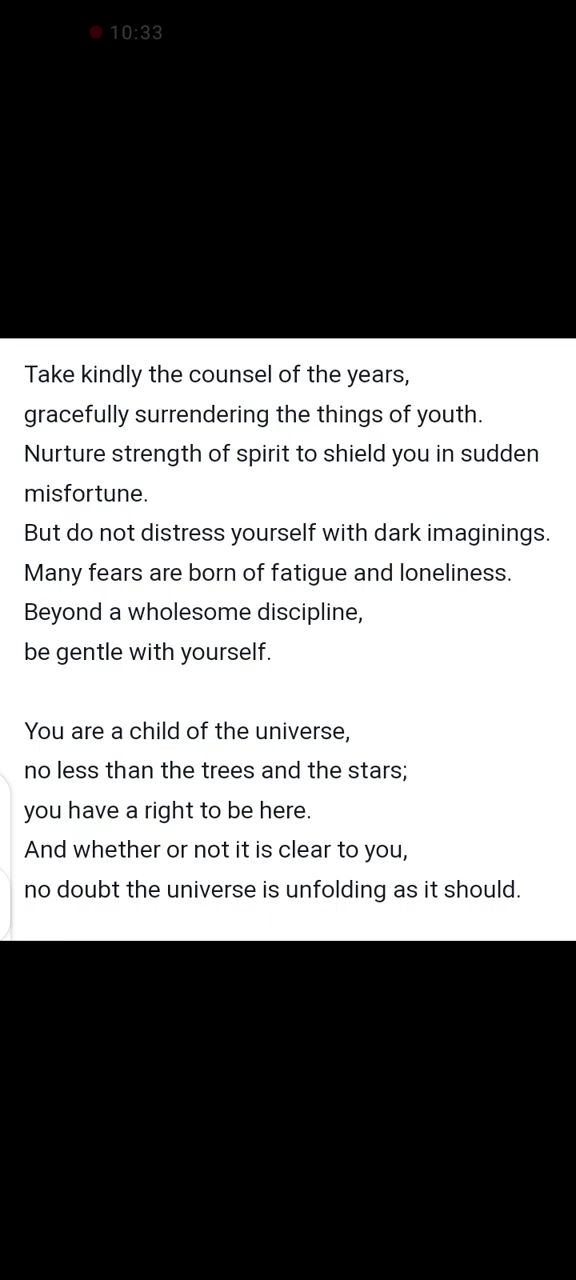 10:33
Take kindly the counsel of the years,
gracefully surrendering the things of youth.
Nurture strength of spirit to shield you in sudden
misfortune.
But do not distress yourself with dark imaginings.
Many fears are born of fatigue and loneliness.
Beyond a wholesome discipline,
be gentle with yourself.
You are a child of the universe,
no less than the trees and the stars;
you have a right to be here.
And whether or not it is clear to you,
no doubt the universe is unfolding as it should.